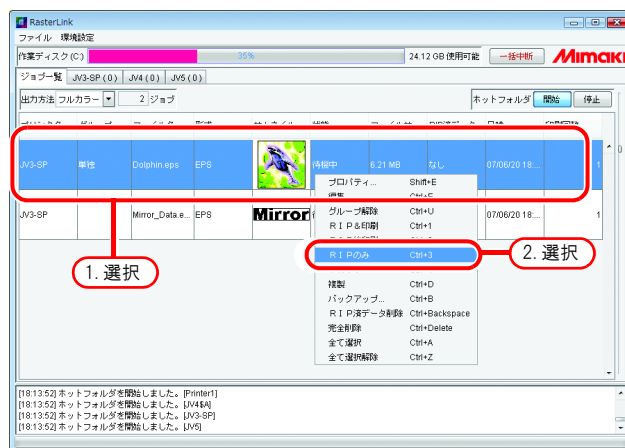 RasterLink
ファイル 環境設定
作業ディスク(C:) 35% 24.12 GB 使用可能 一括中断 Mimaki
ジョブ一覧 JV3-SP ( 0 ) JV4 ( 0 ) JV5 ( 0 )
出力方法 フルカラー 2 ジョブ ホットフォルダ 開始 停止
JV3-SP 単独 Dolphin.eps EPS 待機中 6.21 MB なし 07/06/20 18:... 1
プロパティ... Shift+E
JV3-SP Mirror_Data.e... EPS Mirror 07/06/20 18:... 1
グループ解除 Ctrl+U
ＲＩＰ&印刷 Ctrl+1
ＲＩＰのみ Ctrl+3
1. 選択
2. 選択
複製 Ctrl+D
バックアップ... Ctrl+B
ＲＩＰ済データ削除 Ctrl+Backspace
完全削除 Ctrl+Delete
全て選択 Ctrl+A
全て選択解除 Ctrl+Z
[18:13:52] ホットフォルダを開始しました。 [Printer1]
[18:13:52] ホットフォルダを開始しました。 [JV4$A]
[18:13:52] ホットフォルダを開始しました。 [JV3-SP]
[18:13:52] ホットフォルダを開始しました。 [JV5]